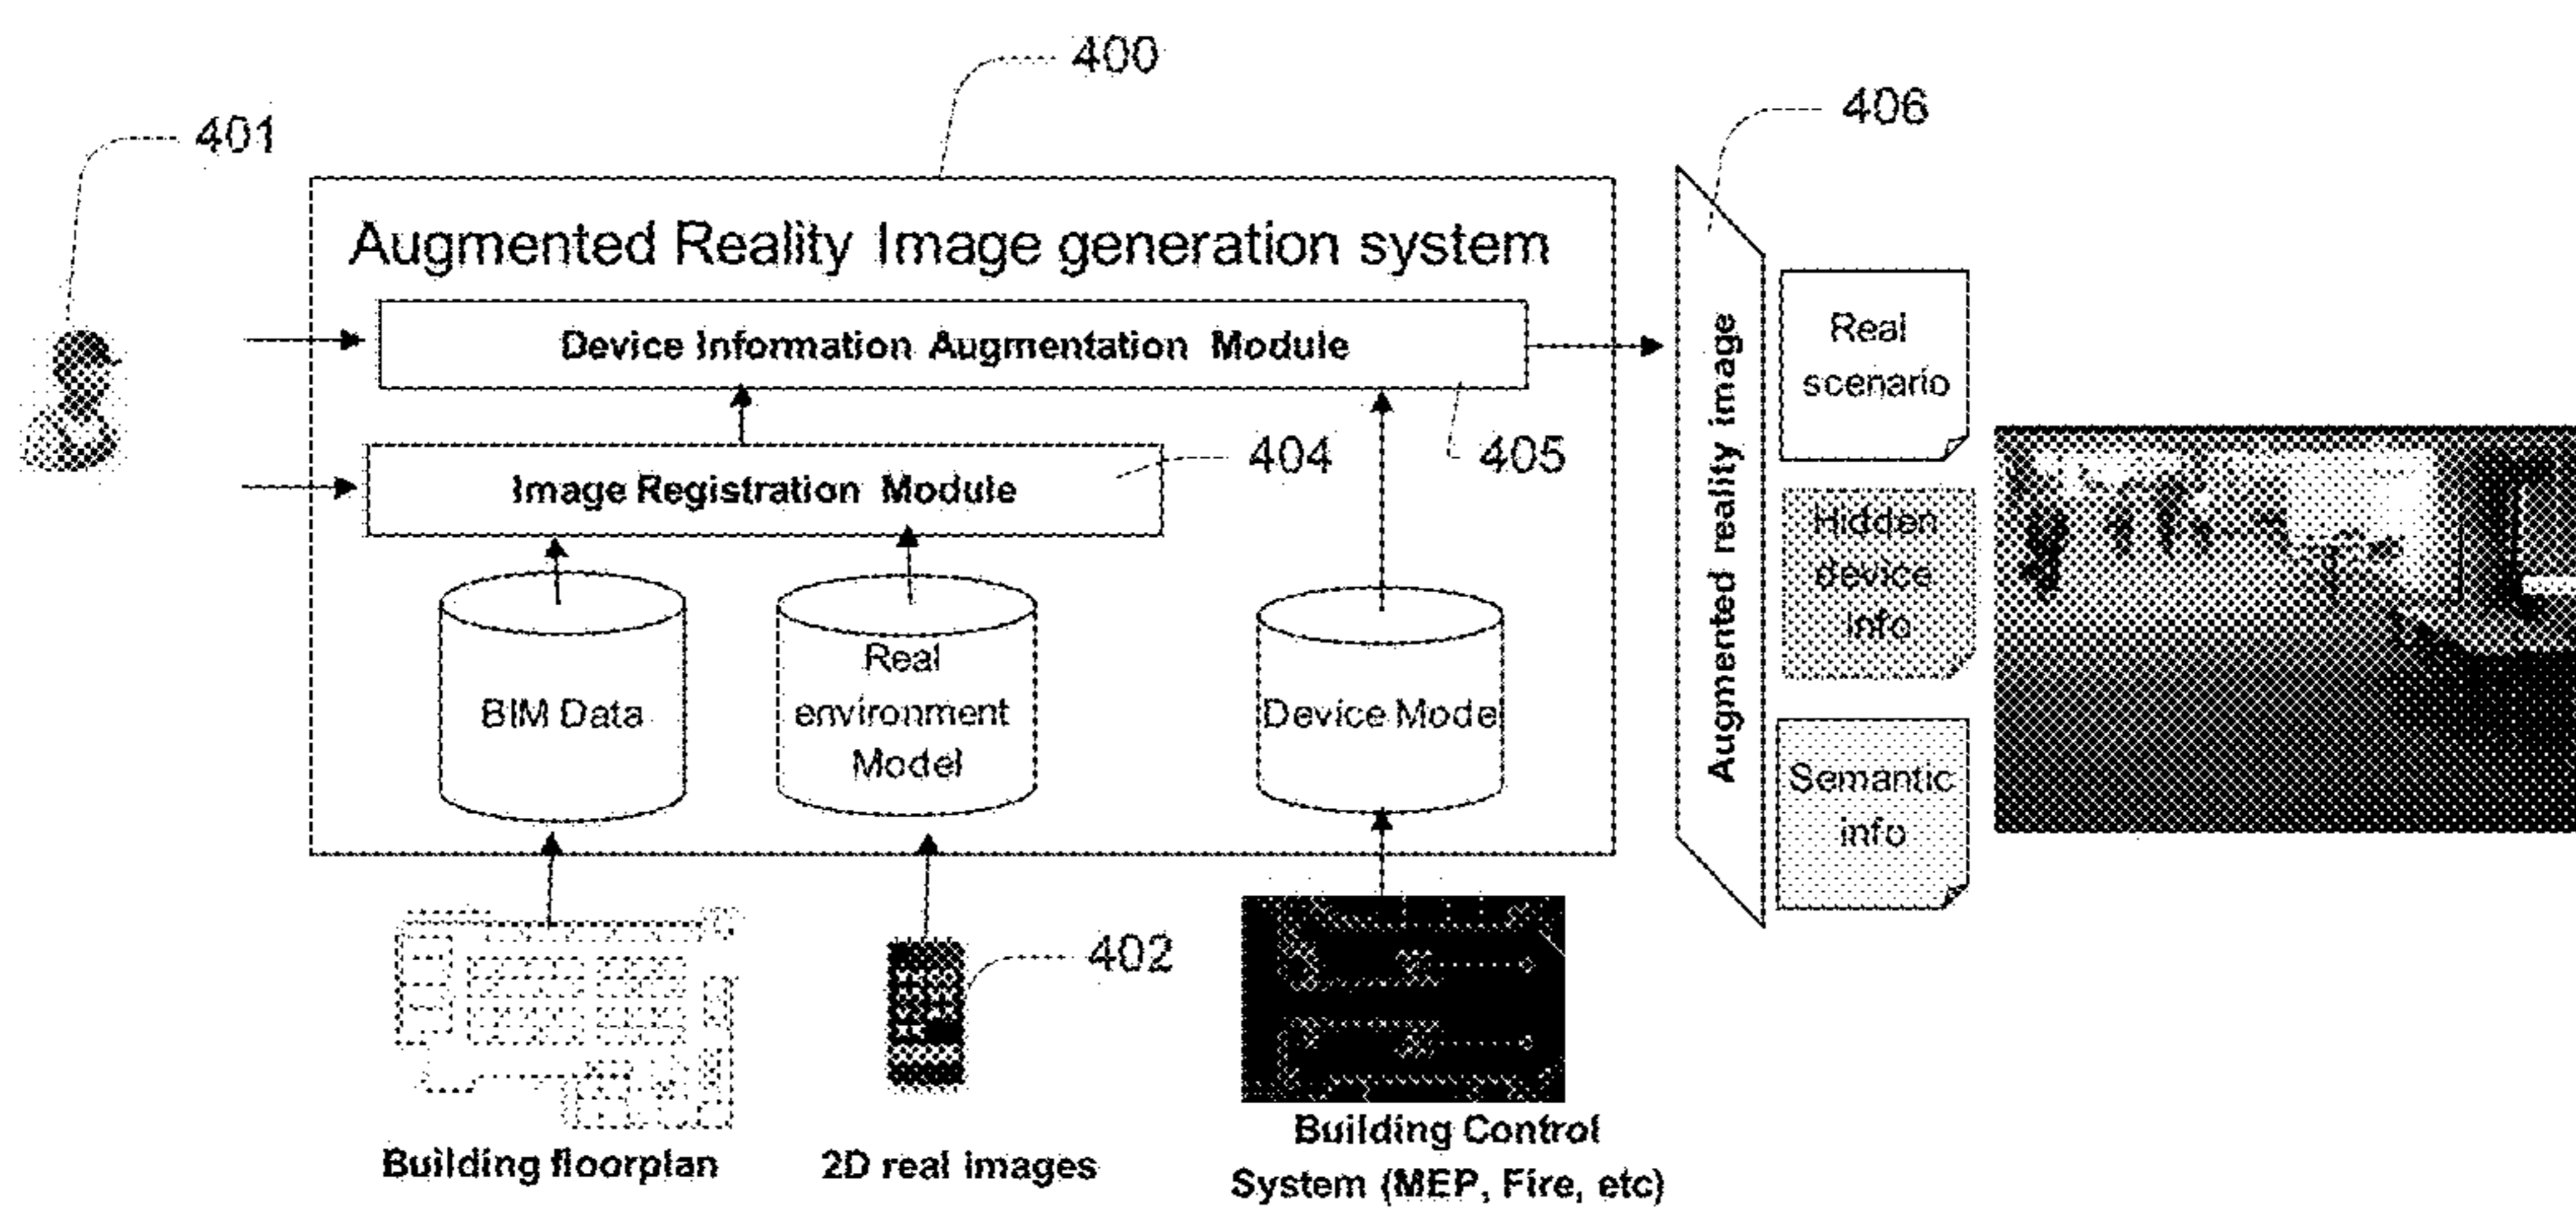 400
401
406
Augmented Reality Image generation system
Device Information Augmentation Module
Real
scenario
Augmented reality image
404
405
Image Registration Module
Hidden
device
info
Real
environment
Model
BIM Data
Device Model
Semantic
info
402
Building floorplan
2D real images
Building Control
System (MEP, Fire, etc)